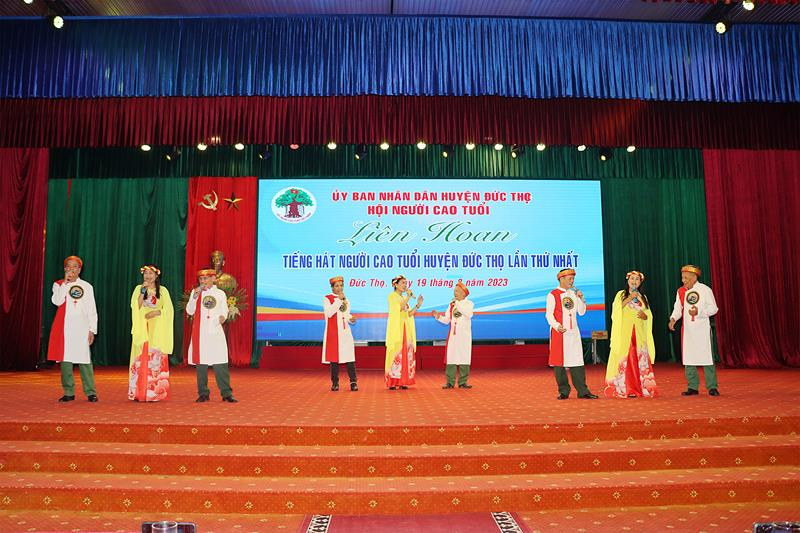 ỦY BAN NHÂN DÂN HUYỆN ĐỨC THỌ
HỘI NGƯỜI CAO TUỔI
Liên Hoan
TIẾNG HÁT NGƯỜI CAO TUỔI HUYỆN ĐỨC THỌ LẦN THỨ NHẤT
Đức Thọ, ngày 19 tháng 9 năm 2023